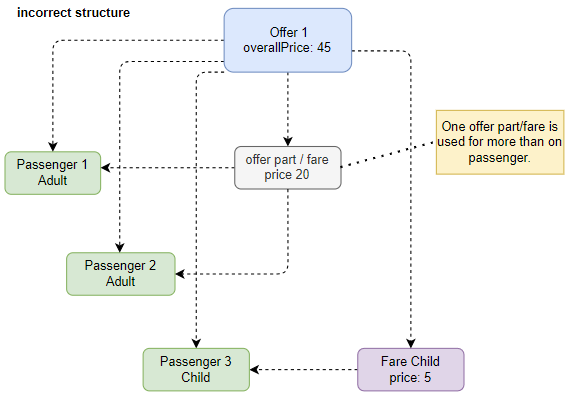 incorrect structure
Offer 1
overallPrice: 45
One offer part/fare is
used for more than on
passenger.
offer part / fare
price 20
Passenger 1
Adult
Passenger 2
Adult
Passenger 3
Child
Fare Child
price: 5